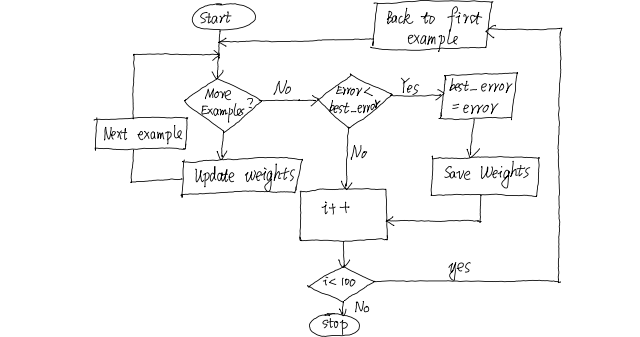 Start
Back to first
example
More
Examples?
No
Error<
best_error
Yes
best_error
=error
Next example
Update weights
No
Save Weights
i++
i<100
yes
No
stop